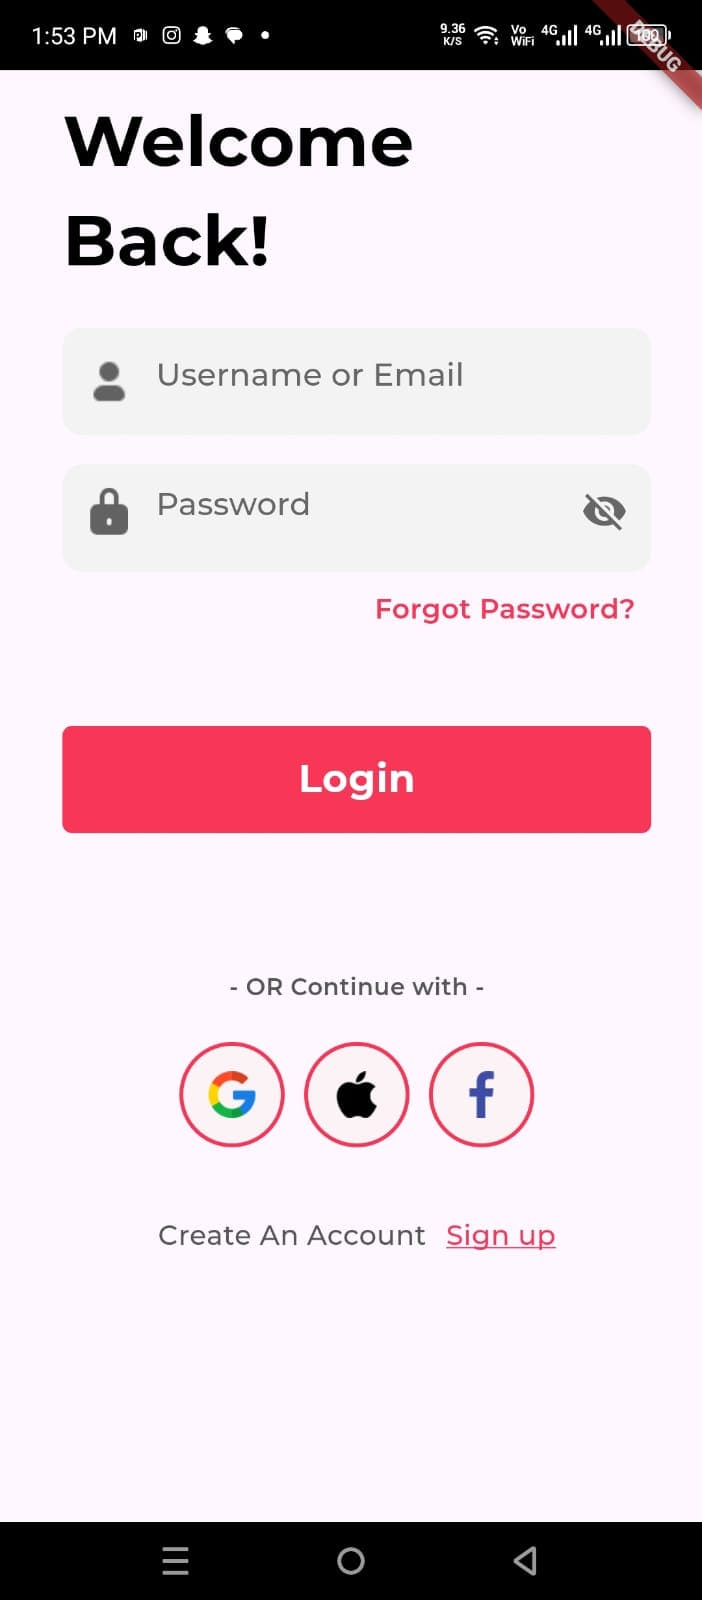 1:53 PM
9.36 K/S
Vo WiFi
4G
4G
100
DEBUG
Welcome
Back!
Username or Email
Password
Forgot Password?
Login
- OR Continue with -
Create An Account Sign up